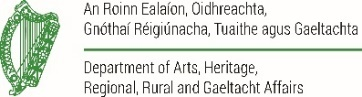 An Roinn Ealaíon, Oidhreachta,
Gnóthaí Réigiúnacha, Tuaithe agus Gaeltachta
Department of Arts, Heritage,
Regional, Rural and Gaeltacht Affairs